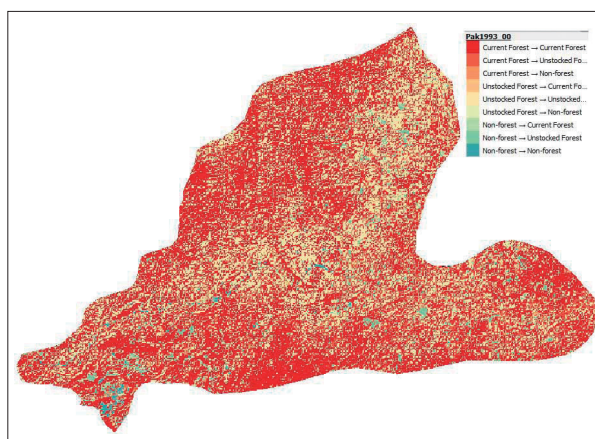 Pak1993_00
Current Forest → Current Forest
Current Forest → Unstocked Fo...
Current Forest → Non-forest
Unstocked Forest → Current Fo...
Unstocked Forest → Unstocked...
Unstocked Forest → Non-forest
Non-forest → Current Forest
Non-forest → Unstocked Forest
Non-forest → Non-forest